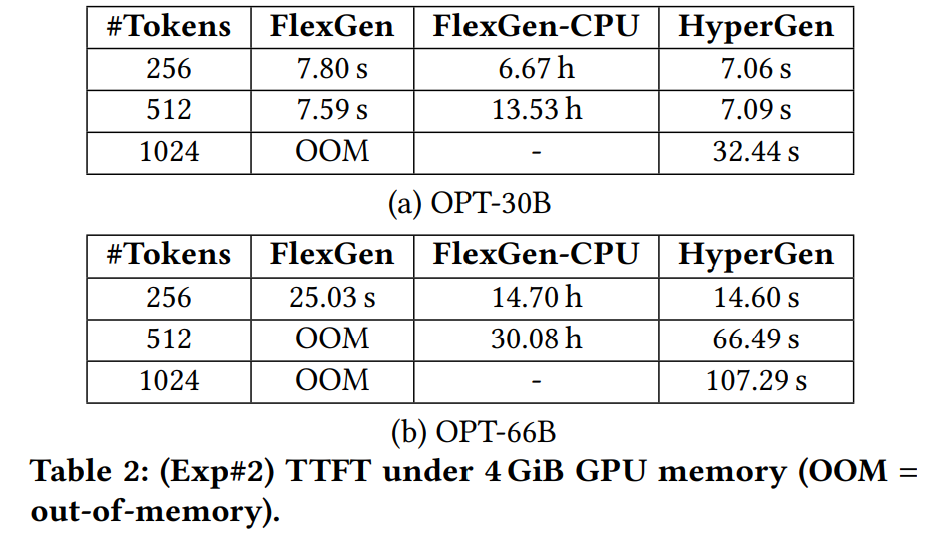 #Tokens FlexGen FlexGen-CPU HyperGen
256 7.80 s 6.67 h 7.06 s
512 7.59 s 13.53 h 7.09 s
1024 OOM - 32.44 s
(a) OPT-30B
#Tokens FlexGen FlexGen-CPU HyperGen
256 25.03 s 14.70 h 14.60 s
512 OOM 30.08 h 66.49 s
1024 OOM - 107.29 s
(b) OPT-66B
Table 2: (Exp#2) TTFT under 4 GiB GPU memory (OOM =
out-of-memory).